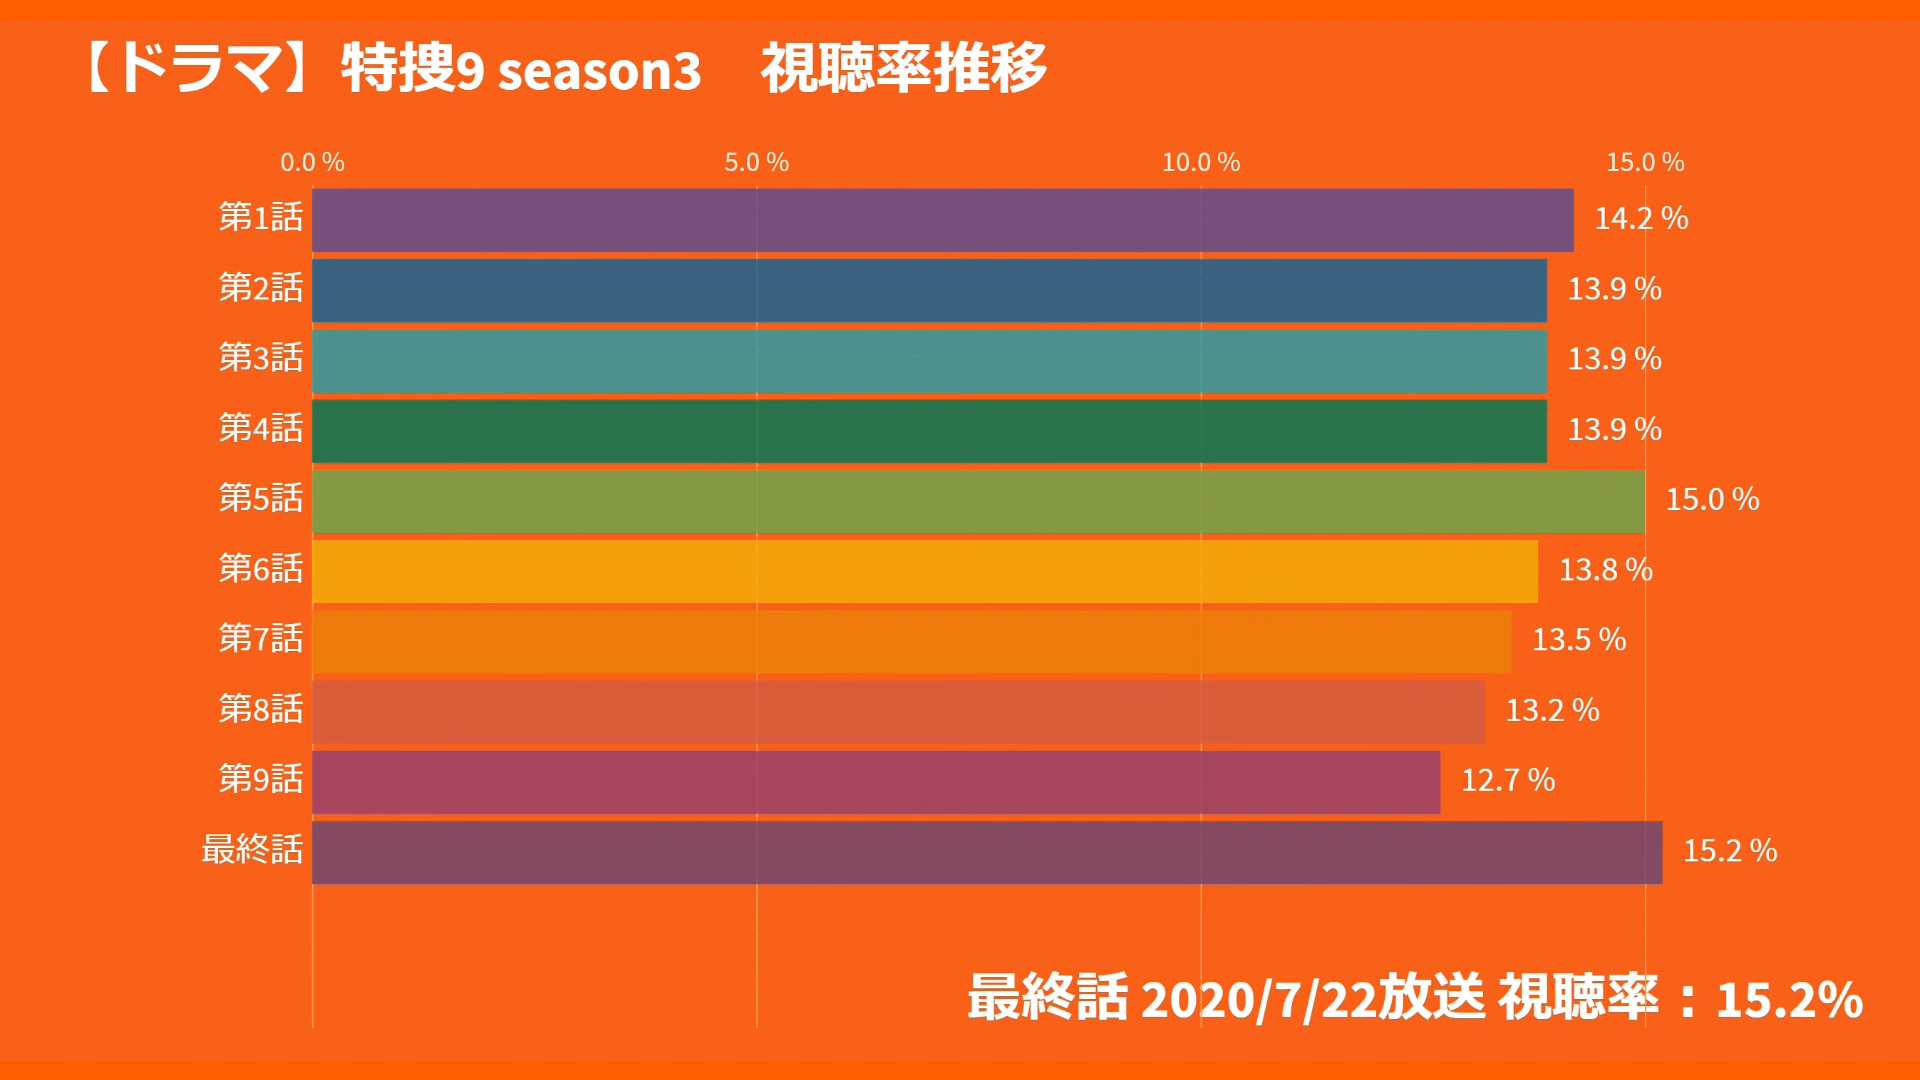 【ドラマ】特捜9 season3　視聴率推移
0.0 % 5.0 % 10.0 % 15.0 %
第1話 14.2 %
第2話 13.9 %
第3話 13.9 %
第4話 13.9 %
第5話 15.0 %
第6話 13.8 %
第7話 13.5 %
第8話 13.2 %
第9話 12.7 %
最終話 15.2 %
最終話 2020/7/22放送 視聴率：15.2%